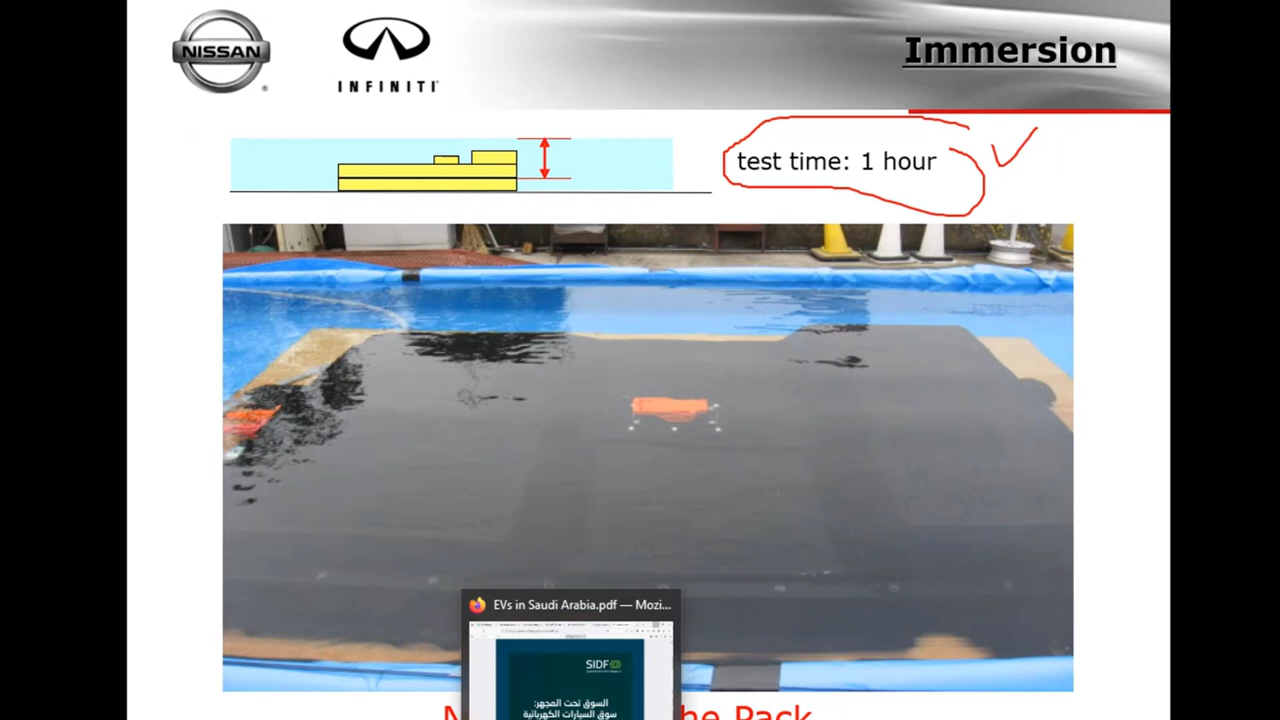 NISSAN
INFINITI
Immersion
test time: 1 hour
EVs in Saudi Arabia.pdf — Mozi...
SIDF
السوق تحت المجهر:
سوق السيارات الكهربائية
he Pack